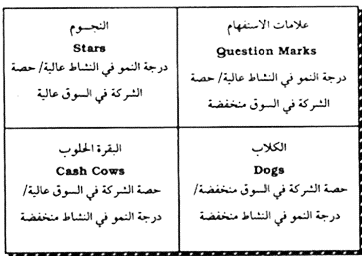 علامات الاستفهام
Question Marks
درجة النمو في النشاط عالية/ حصة
الشركة في السوق منخفضة
النجــوم
Stars
درجة النمو في النشاط عالية/ حصة
الشركة في السوق عالية
الكلاب
Dogs
حصة الشركة في السوق منخفضة/
درجة النمو في النشاط منخفضة
البقرة الحلوب
Cash Cows
حصة الشركة في السوق عالية/
درجة النمو في النشاط منخفضة